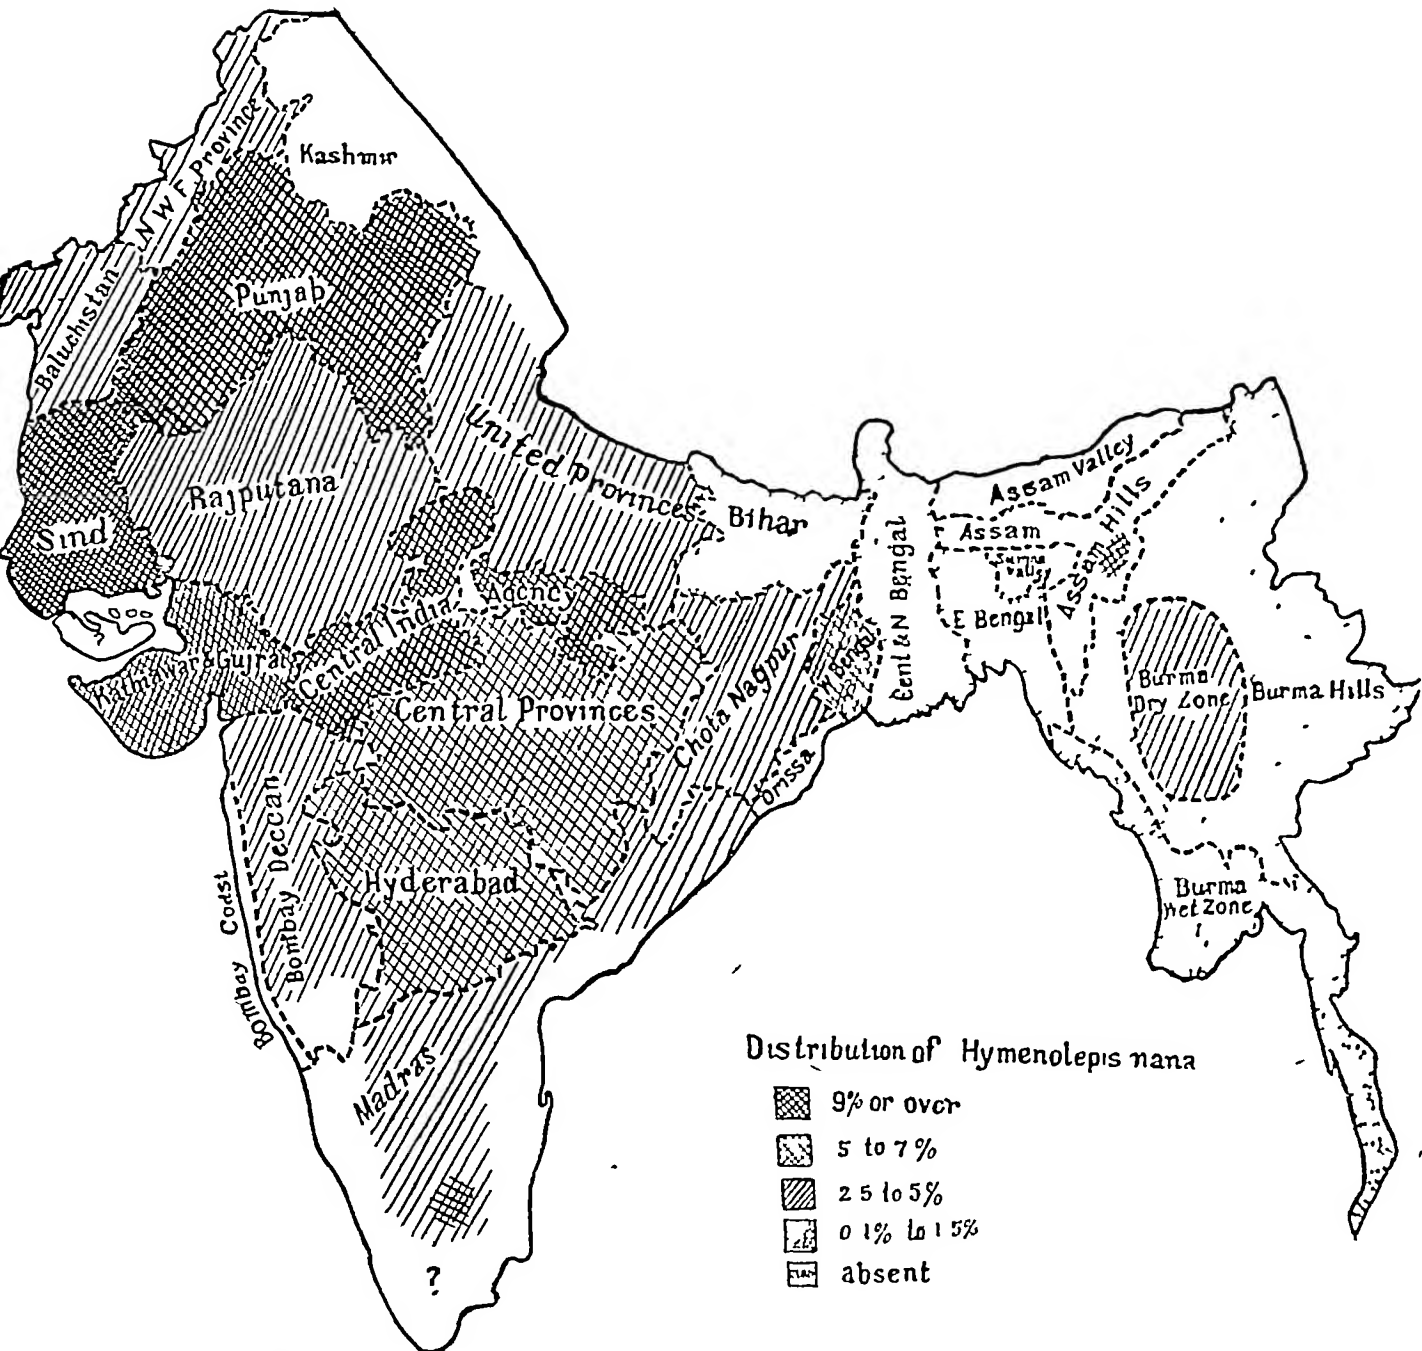 Kashmir
N W F Province
Punjab
Baluchistan
United Provinces
Rajputana
Sind
Bihar
Assam Valley
Assam Hills
Assam
Surma
Valley
Cent & N Bengal
E Bengal
Central India
Agency
Kathiawar & Gujrat
Central Provinces
Chota Nagpur
W Bengal
Orissa
Burma
Dry Zone
Burma Hills
Bombay Deccan
Hyderabad
Bombay Coast
Burma
Wet Zone
Madras
?
Distribution of Hymenolepis nana
9% or over
5 to 7%
2 5 to 5%
0 1% to 1 5%
absent